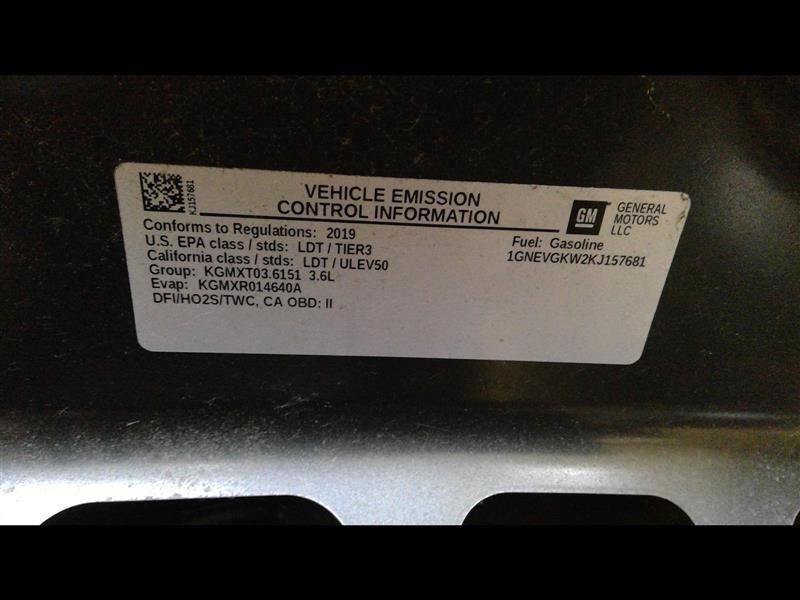 KJ157681
VEHICLE EMISSION
CONTROL INFORMATION
GM
GENERAL
MOTORS
LLC
Conforms to Regulations: 2019
U.S. EPA class / stds: LDT / TIER3
California class / stds: LDT / ULEV50
Group: KGMXT03.6151 3.6L
Evap: KGMXR014640A
DFI/HO2S/TWC, CA OBD: II
Fuel: Gasoline
1GNEVGKW2KJ157681